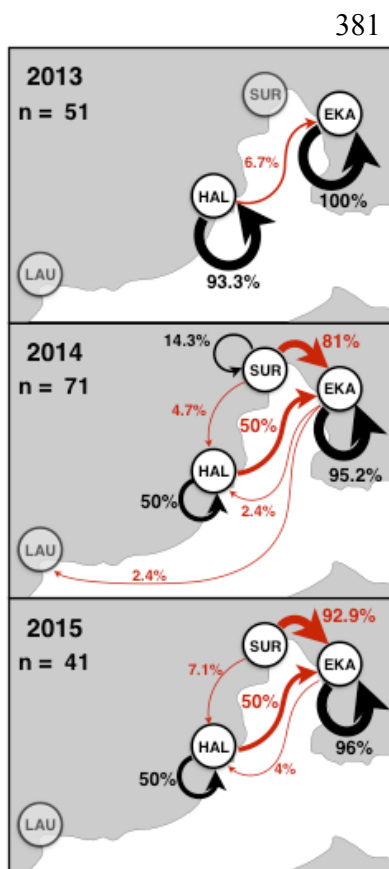 381
2013
n = 51
SUR
EKA
6.7%
HAL
100%
93.3%
LAU
2014
n = 71
14.3%
81%
SUR
EKA
4.7%
50%
HAL
50%
95.2%
2.4%
LAU
2.4%
2015
n = 41
92.9%
SUR
EKA
7.1%
50%
HAL
96%
4%
50%
LAU